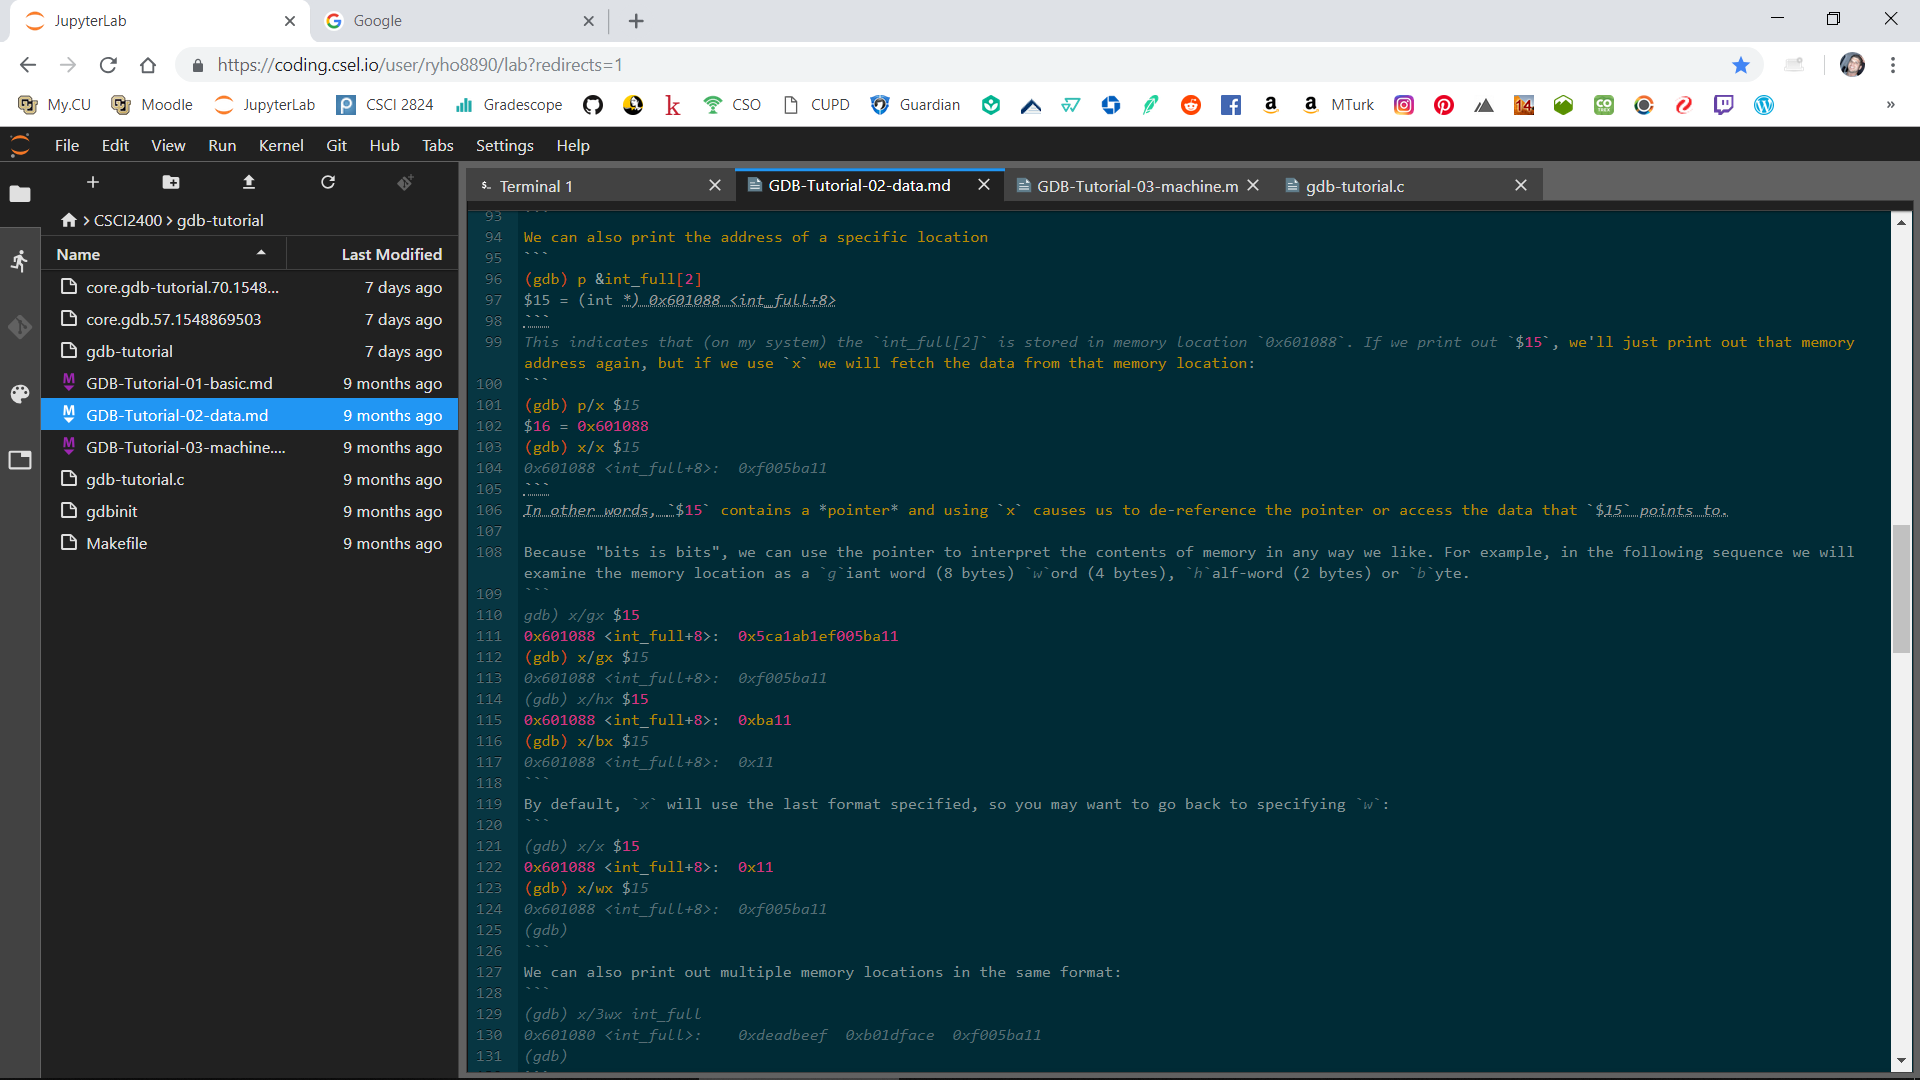 JupyterLab
Google
https://coding.csel.io/user/ryho8890/lab?redirects=1
My.CU Moodle JupyterLab CSCI 2824 Gradescope CSO CUPD Guardian MTurk »
File Edit View Run Kernel Git Hub Tabs Settings Help
CSCI2400 gdb-tutorial
Name Last Modified
core.gdb-tutorial.70.1548... 7 days ago
core.gdb.57.1548869503 7 days ago
gdb-tutorial 7 days ago
GDB-Tutorial-01-basic.md 9 months ago
GDB-Tutorial-02-data.md 9 months ago
GDB-Tutorial-03-machine.... 9 months ago
gdb-tutorial.c 9 months ago
gdbinit 9 months ago
Makefile 9 months ago
Terminal 1 GDB-Tutorial-02-data.md GDB-Tutorial-03-machine.m gdb-tutorial.c
93 ```
94 We can also print the address of a specific location
95 ```
96 (gdb) p &int_full[2]
97 $15 = (int *) 0x601088 <int_full+8>
98 ```
99 This indicates that (on my system) the `int_full[2]` is stored in memory location `0x601088`. If we print out `$15`, we'll just print out that memory
address again, but if we use `x` we will fetch the data from that memory location:
100 ```
101 (gdb) p/x $15
102 $16 = 0x601088
103 (gdb) x/x $15
104 0x601088 <int_full+8>: 0xf005ba11
105 ```
106 In other words, `$15` contains a *pointer* and using `x` causes us to de-reference the pointer or access the data that `$15` points to.
107
108 Because "bits is bits", we can use the pointer to interpret the contents of memory in any way we like. For example, in the following sequence we will
examine the memory location as a `g`iant word (8 bytes) `w`ord (4 bytes), `h`alf-word (2 bytes) or `b`yte.
109 ```
110 gdb) x/gx $15
111 0x601088 <int_full+8>: 0x5ca1ab1ef005ba11
112 (gdb) x/gx $15
113 0x601088 <int_full+8>: 0xf005ba11
114 (gdb) x/hx $15
115 0x601088 <int_full+8>: 0xba11
116 (gdb) x/bx $15
117 0x601088 <int_full+8>: 0x11
118 ```
119 By default, `x` will use the last format specified, so you may want to go back to specifying `w`:
120 ```
121 (gdb) x/x $15
122 0x601088 <int_full+8>: 0x11
123 (gdb) x/wx $15
124 0x601088 <int_full+8>: 0xf005ba11
125 (gdb)
126 ```
127 We can also print out multiple memory locations in the same format:
128 ```
129 (gdb) x/3wx int_full
130 0x601080 <int_full>: 0xdeadbeef 0xb01dface 0xf005ba11
131 (gdb)